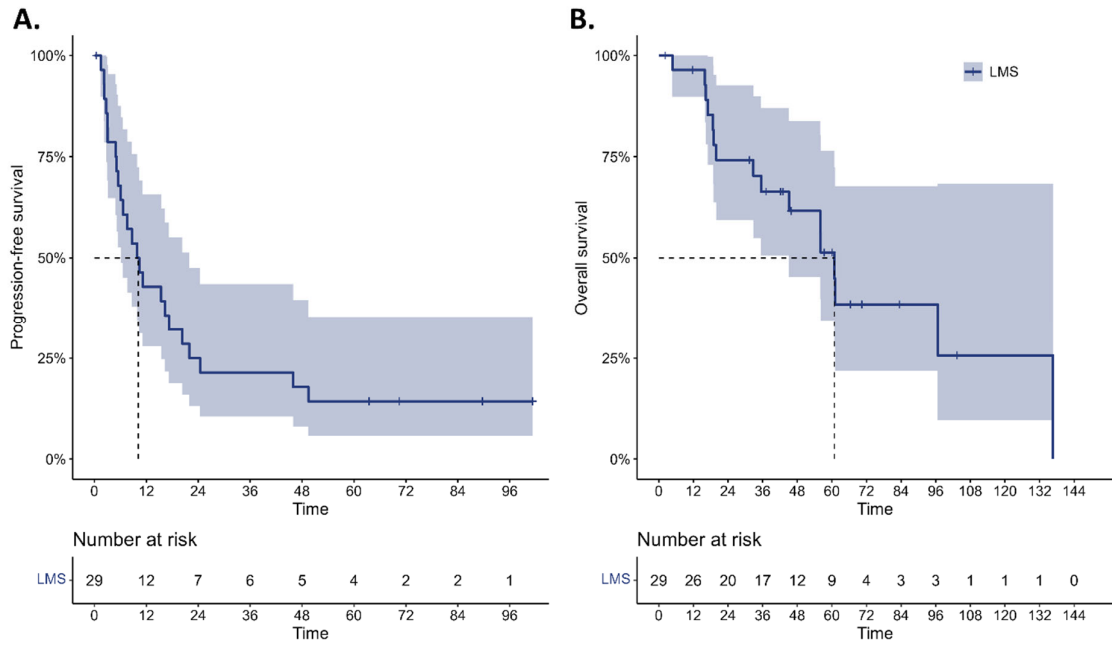 A.
100%
75%
50%
25%
0%
Progression-free survival
0 12 24 36 48 60 72 84 96
Time
Number at risk
LMS 29 12 7 6 5 4 2 2 1
0 12 24 36 48 60 72 84 96
Time
B.
LMS
100%
75%
50%
25%
0%
Overall survival
0 12 24 36 48 60 72 84 96 108 120 132 144
Time
Number at risk
LMS 29 26 20 17 12 9 4 3 3 1 1 1 0
0 12 24 36 48 60 72 84 96 108 120 132 144
Time